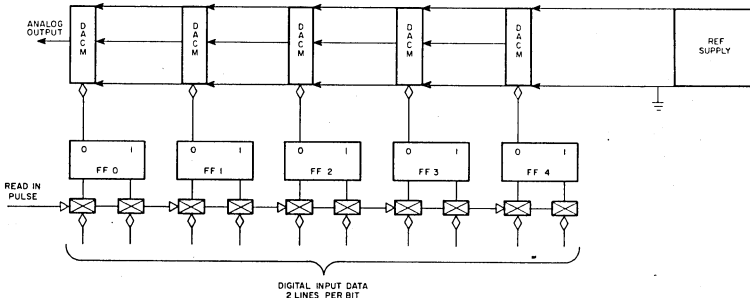 ANALOG
OUTPUT
D
A
C
M
D
A
C
M
D
A
C
M
D
A
C
M
D
A
C
M
REF
SUPPLY
0 1
FF 0
0 1
FF 1
0 1
FF 2
0 1
FF 3
0 1
FF 4
READ IN
PULSE
DIGITAL INPUT DATA
2 LINES PER BIT